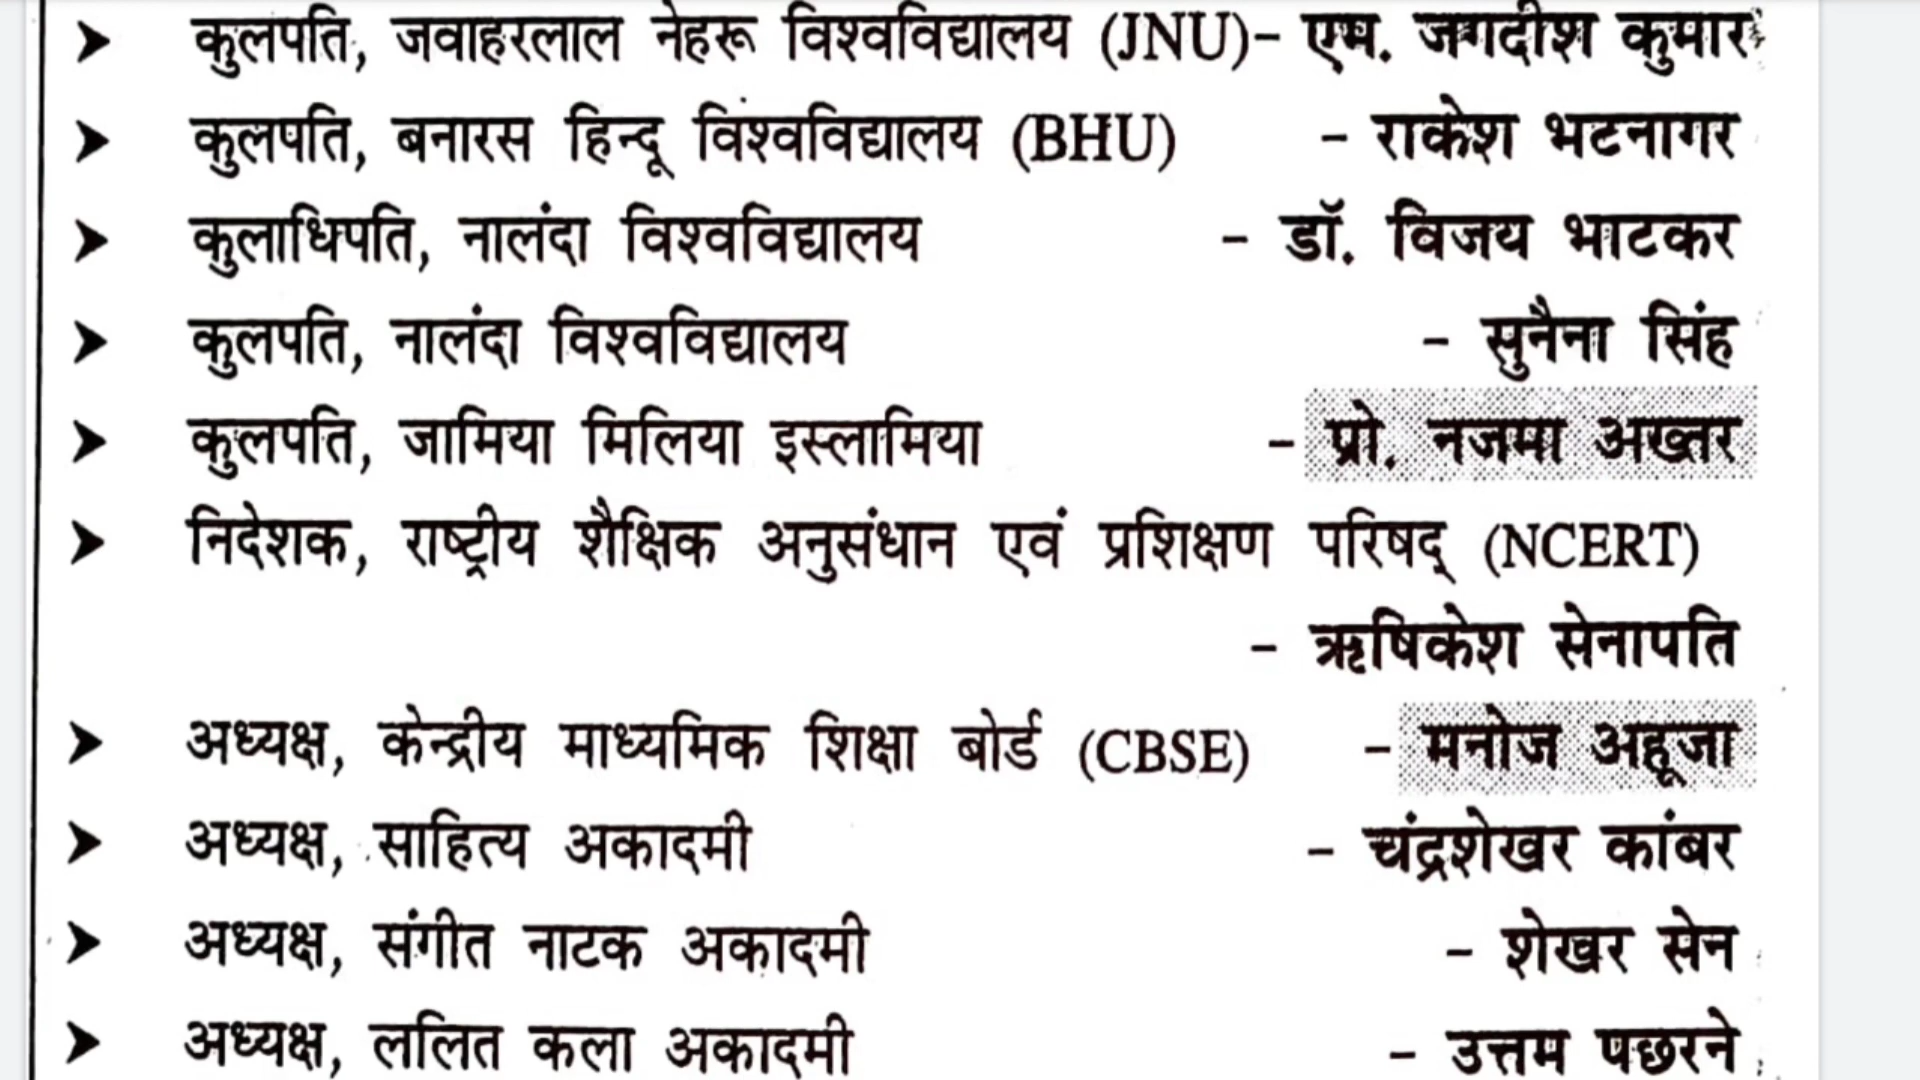 ➤ कुलपति, जवाहरलाल नेहरू विश्वविद्यालय (JNU)– एम. जगदीश कुमार
➤ कुलपति, बनारस हिन्दू विश्वविद्यालय (BHU) – राकेश भटनागर
➤ कुलाधिपति, नालंदा विश्वविद्यालय – डॉ. विजय भाटकर
➤ कुलपति, नालंदा विश्वविद्यालय – सुनैना सिंह
➤ कुलपति, जामिया मिलिया इस्लामिया – प्रो. नजमा अख्तर
➤ निदेशक, राष्ट्रीय शैक्षिक अनुसंधान एवं प्रशिक्षण परिषद् (NCERT)
– ऋषिकेश सेनापति
➤ अध्यक्ष, केन्द्रीय माध्यमिक शिक्षा बोर्ड (CBSE) – मनोज अहूजा
➤ अध्यक्ष, साहित्य अकादमी – चंद्रशेखर कांबर
➤ अध्यक्ष, संगीत नाटक अकादमी – शेखर सेन
➤ अध्यक्ष, ललित कला अकादमी – उत्तम पछरने